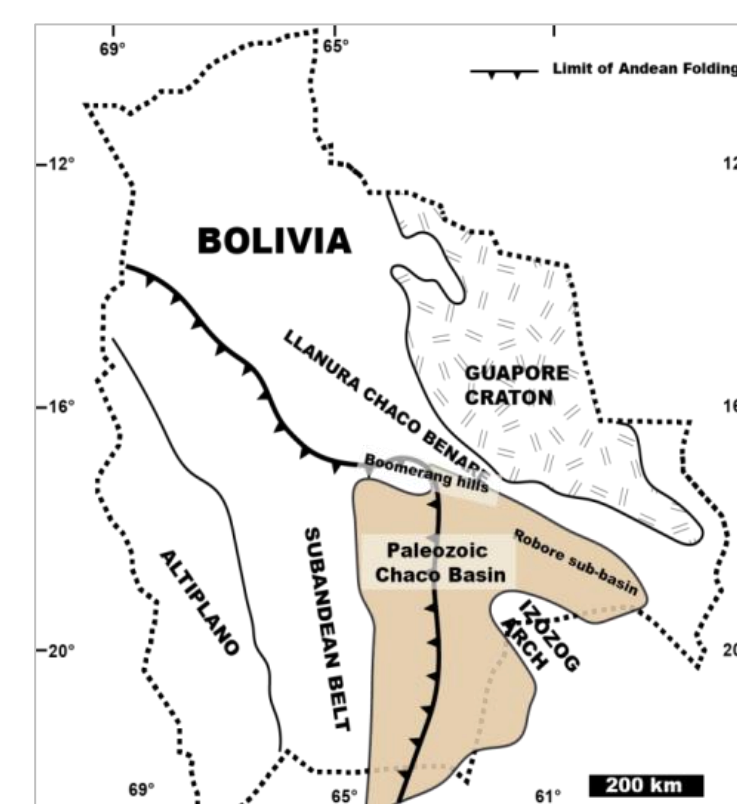 69°
65°
Limit of Andean Folding
12°
12
BOLIVIA
LLANURA CHACO BENARE
GUAPORE
CRATON
16°
16
Boomerang hills
Robore sub-basin
Paleozoic
Chaco Basin
SUBANDEAN BELT
ALTIPLANO
IZOZOG
ARCH
20°
20
69°
65°
61°
200 km